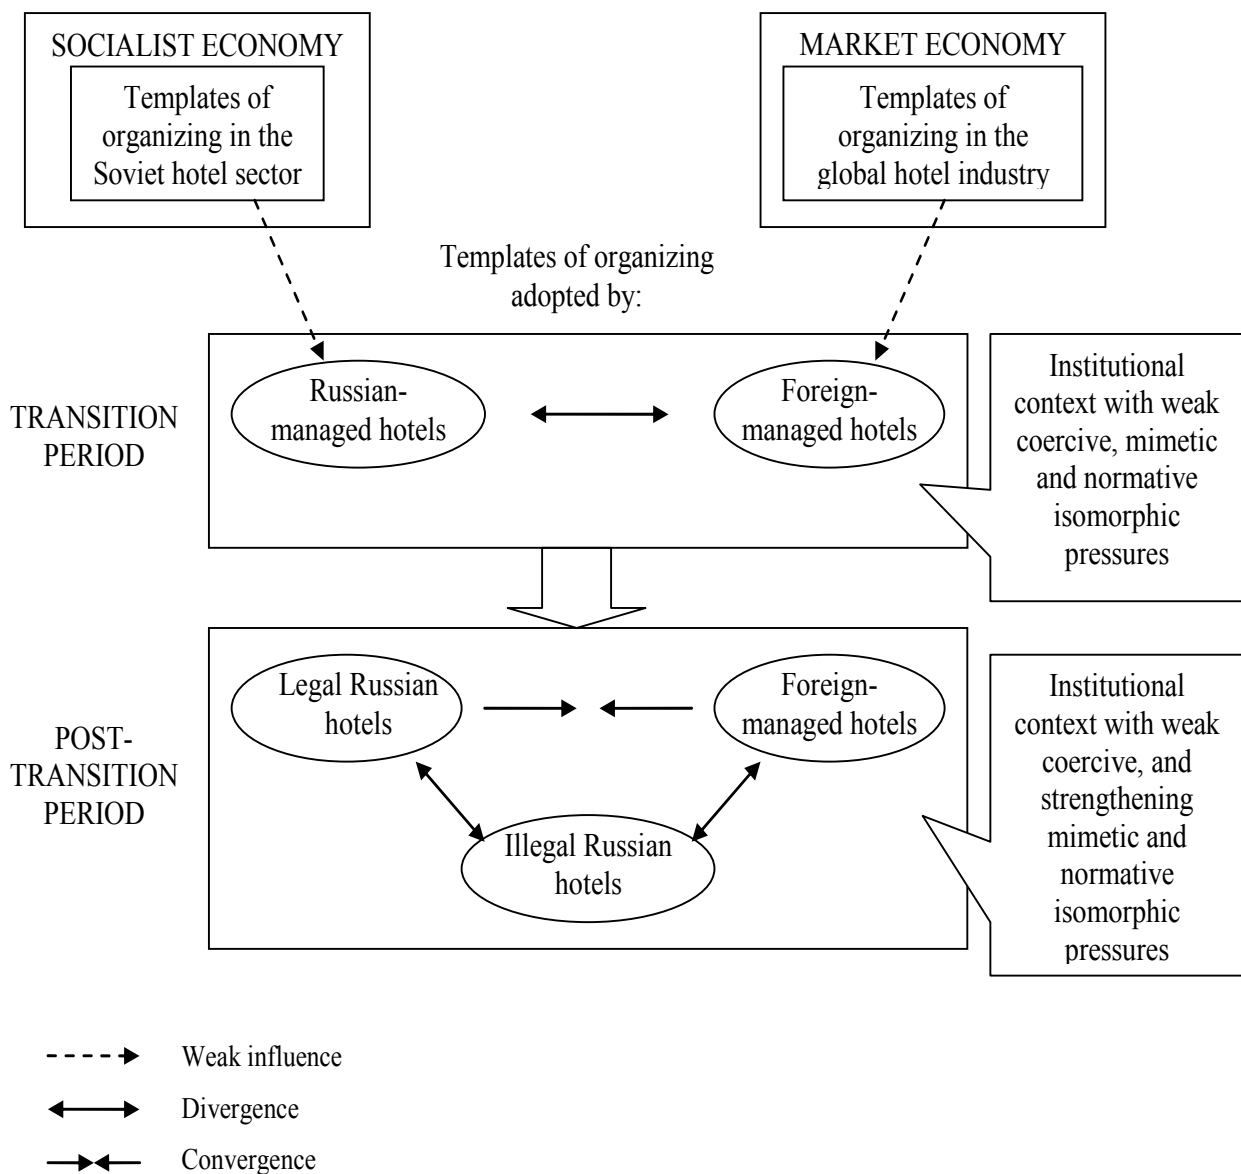 SOCIALIST ECONOMY
Templates of
organizing in the
Soviet hotel sector
MARKET ECONOMY
Templates of
organizing in the
global hotel industry
Templates of organizing
adopted by:
TRANSITION
PERIOD
Russian-
managed hotels
Foreign-
managed hotels
Institutional
context with weak
coercive, mimetic
and normative
isomorphic
pressures
POST-
TRANSITION
PERIOD
Legal Russian
hotels
Foreign-
managed hotels
Illegal Russian
hotels
Institutional
context with weak
coercive, and
strengthening
mimetic and
normative
isomorphic
pressures
Weak influence
Divergence
Convergence